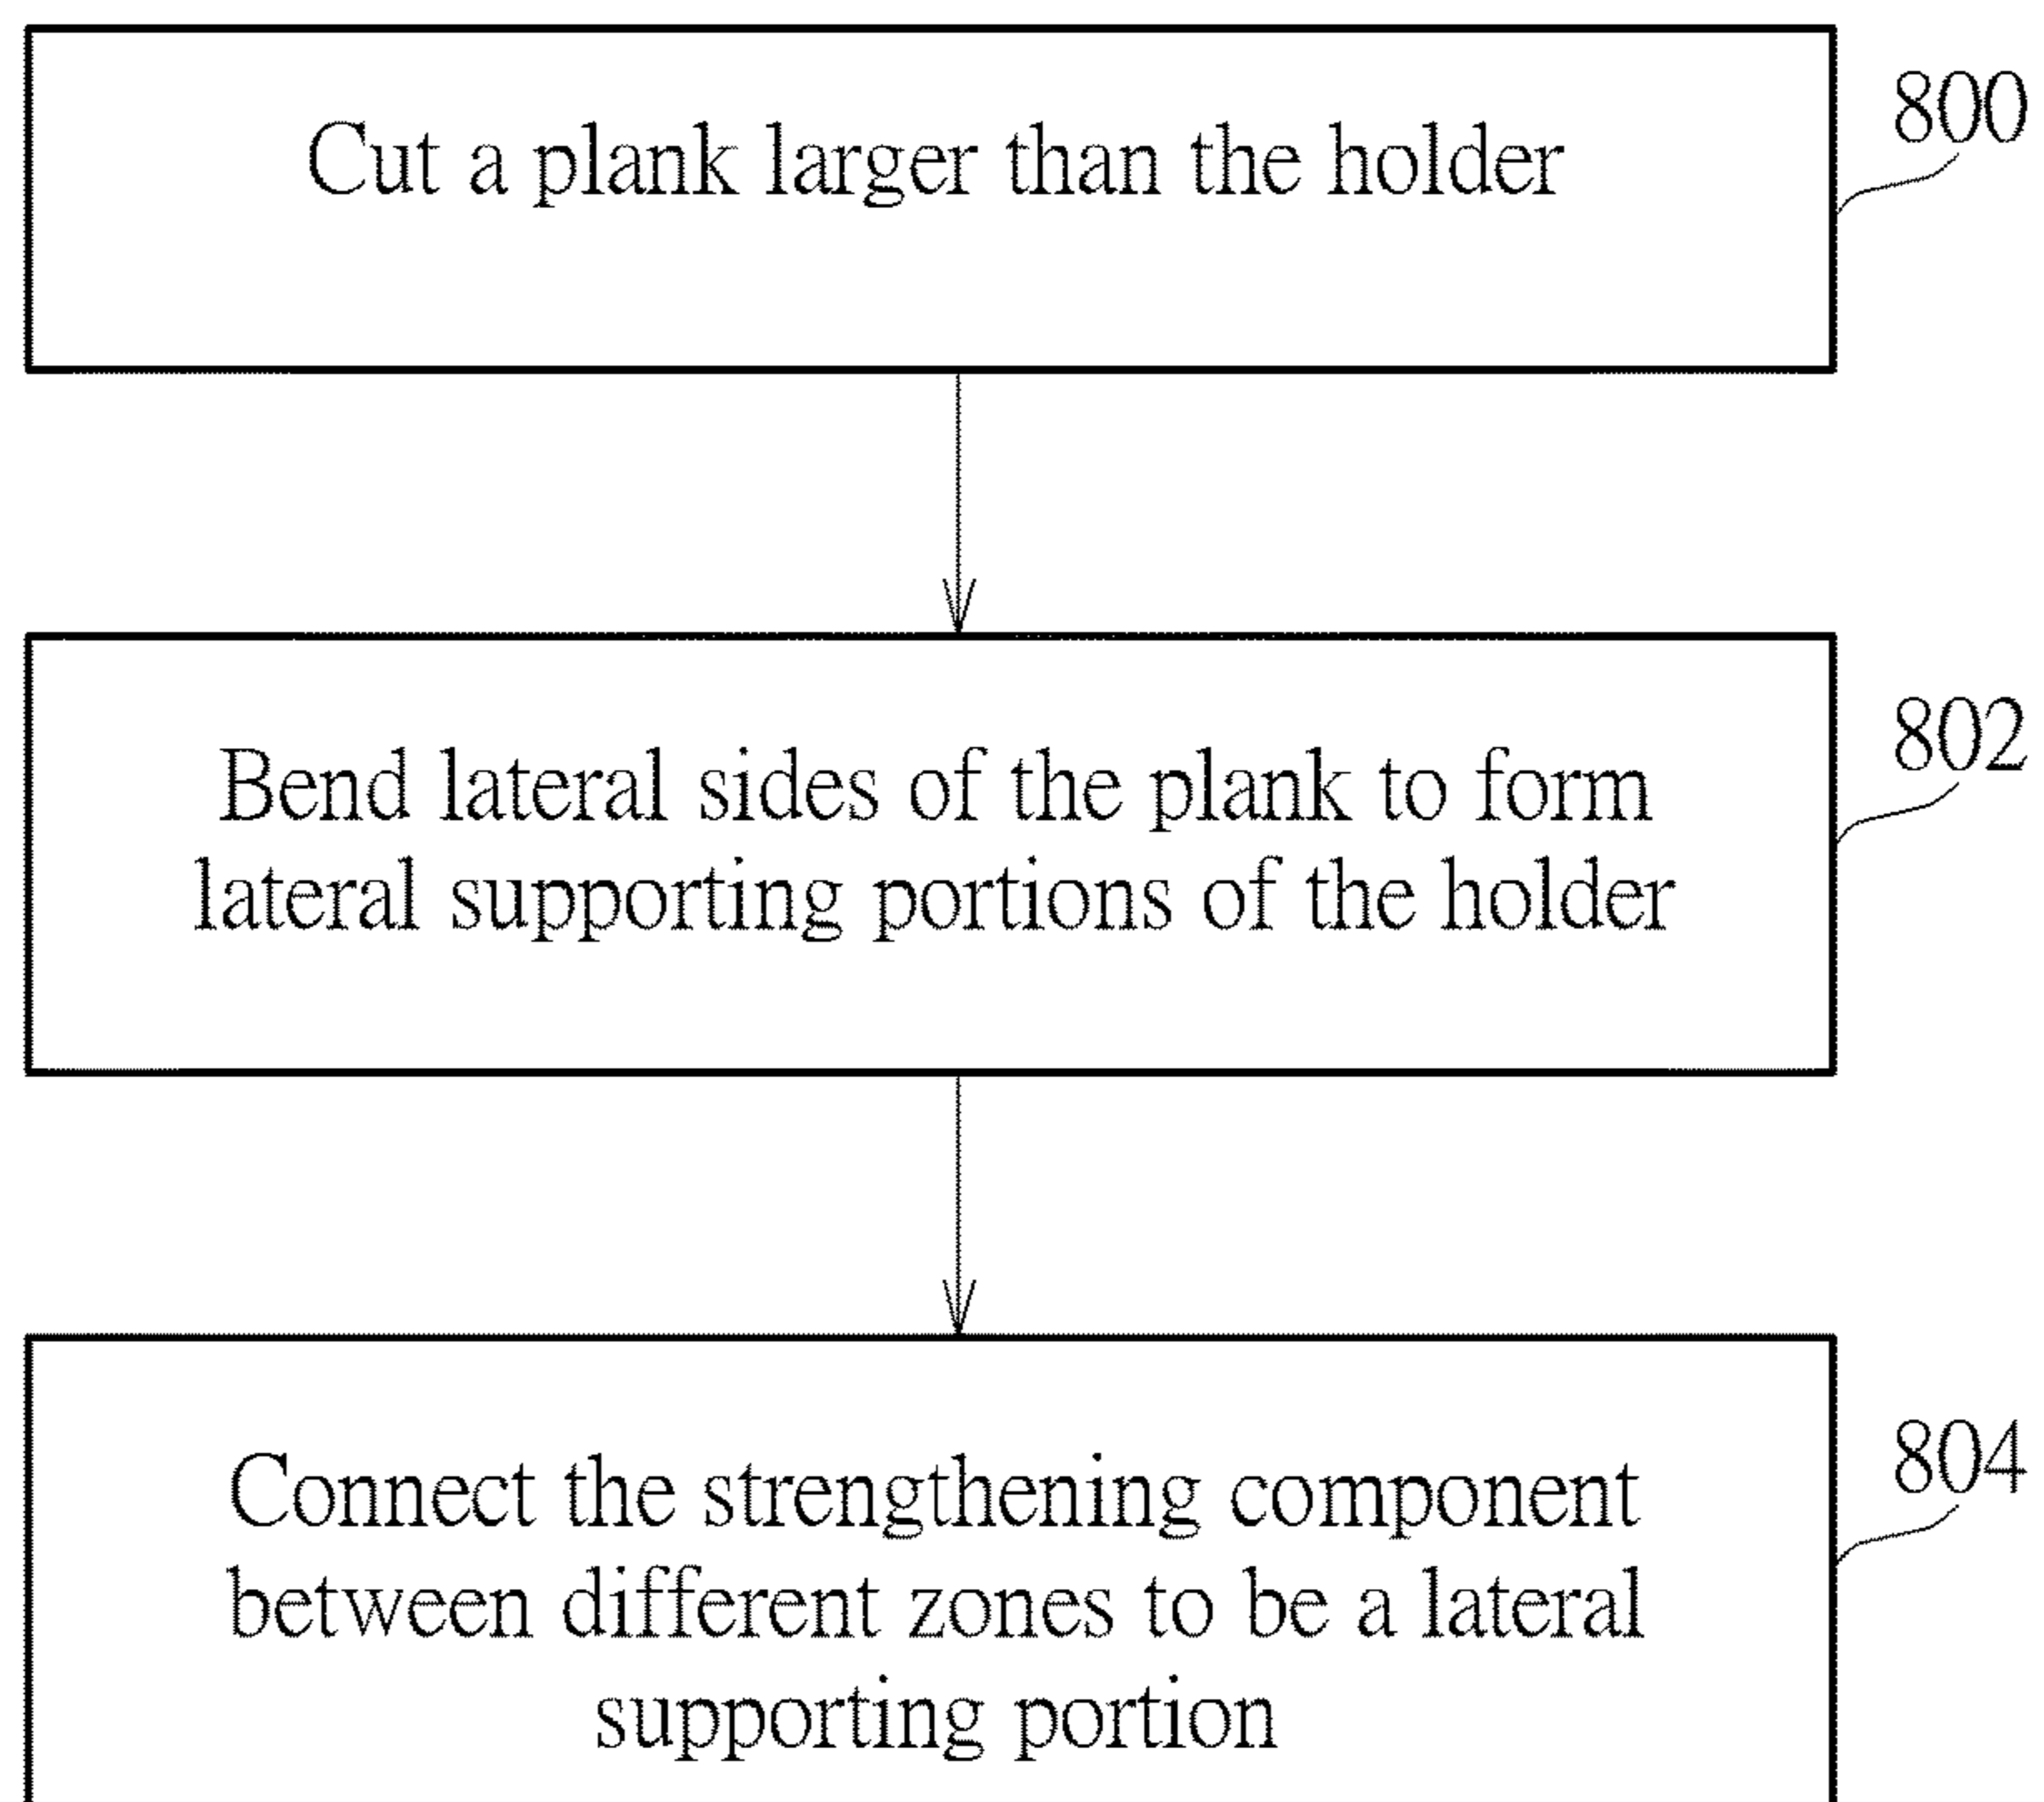 Cut a plank larger than the holder
800
Bend lateral sides of the plank to form
lateral supporting portions of the holder
802
Connect the strengthening component
between different zones to be a lateral
supporting portion
804